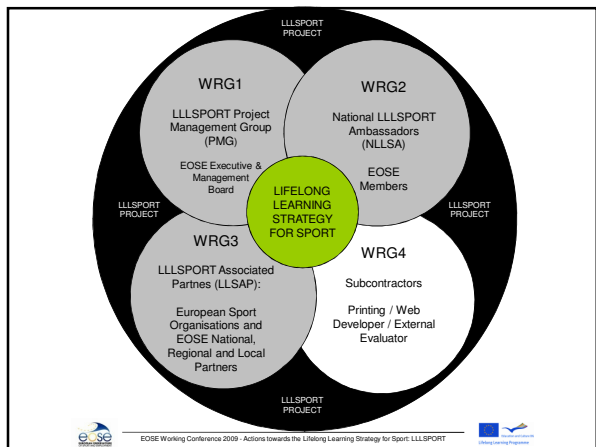 LLLSPORT
PROJECT
WRG1
LLLSPORT Project
Management Group
(PMG)
EOSE Executive &
Management
Board
WRG2
National LLLSPORT
Ambassadors
(NLLSA)
EOSE
Members
LIFELONG
LEARNING
STRATEGY
FOR SPORT
LLLSPORT
PROJECT
LLLSPORT
PROJECT
WRG3
LLLSPORT Associated
Partnes (LLSAP):
European Sport
Organisations and
EOSE National,
Regional and Local
Partners
WRG4
Subcontractors
Printing / Web
Developer / External
Evaluator
LLLSPORT
PROJECT
eose
EOSE Working Conference 2009 - Actions towards the Lifelong Learning Strategy for Sport: LLLSPORT
Lifelong Learning Programme